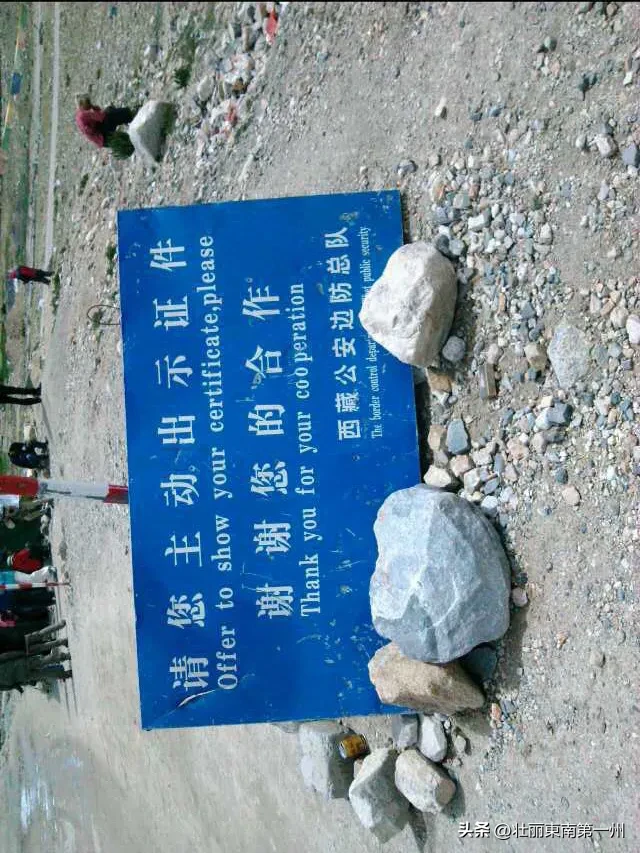 请您主动出示证件
Offer to show your certificate,please
谢谢您的合作
Thank you for your cooperation
西藏公安边防总队
The border control public security
头条 @壮丽東南第一州